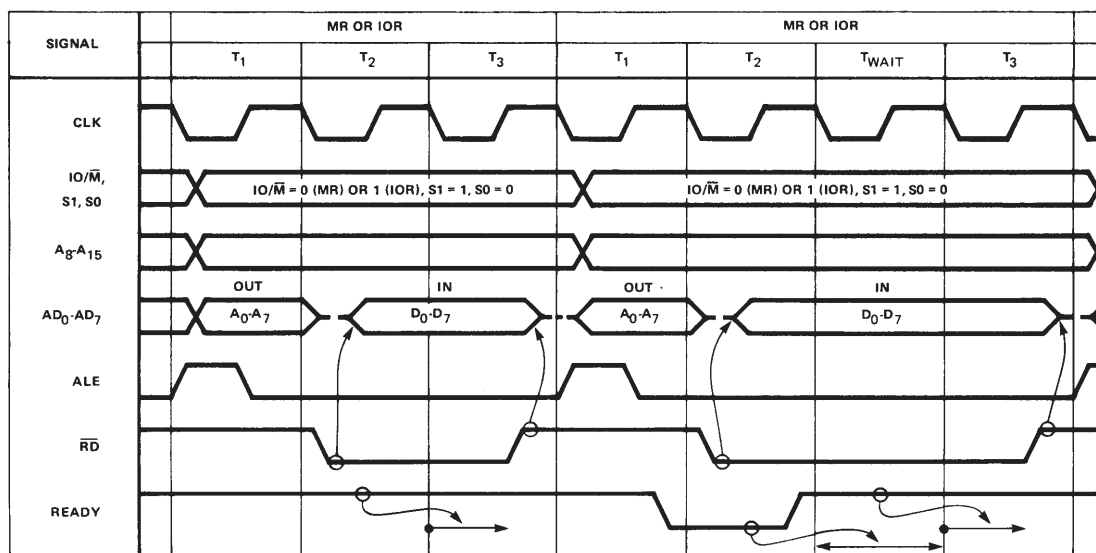 SIGNAL
MR OR IOR
MR OR IOR
T1 T2 T3 T1 T2 TWAIT T3
CLK
IO/M̅,
S1, S0
IO/M̅ = 0 (MR) OR 1 (IOR), S1 = 1, S0 = 0
IO/M̅ = 0 (MR) OR 1 (IOR), S1 = 1, S0 = 0
A8-A15
OUT IN OUT IN
AD0-AD7
A0-A7 D0-D7 A0-A7 D0-D7
ALE
R̅D̅
READY